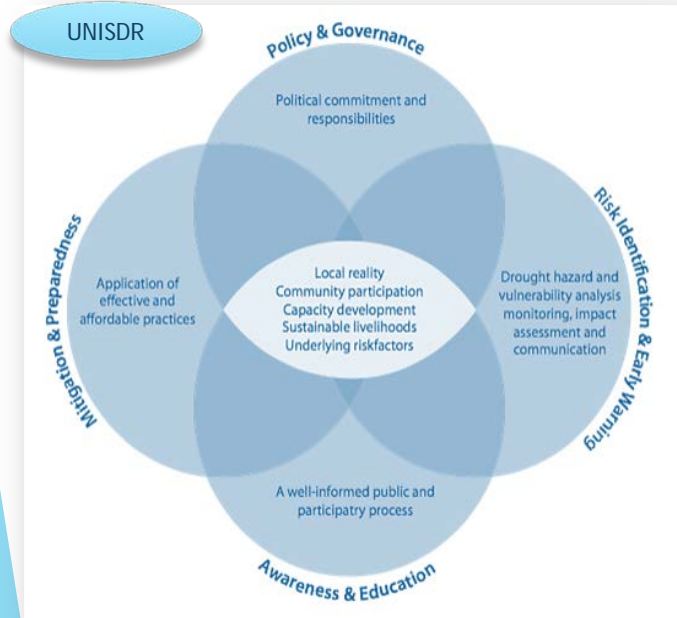 UNISDR
Policy & Governance
Political commitment and
responsibilities
Mitigation & Preparedness
Application of
effective and
affordable practices
Local reality
Community participation
Capacity development
Sustainable livelihoods
Underlying riskfactors
Risk Identification & Early Warning
Drought hazard and
vulnerability analysis
monitoring, impact
assessment and
communication
A well-informed public and
participatry process
Awareness & Education